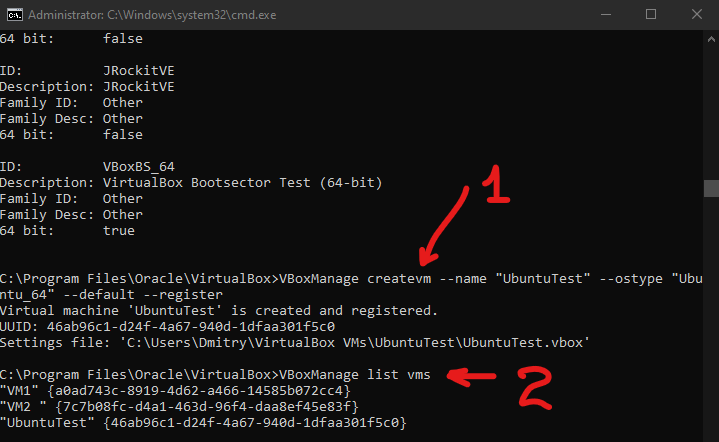 Administrator: C:\Windows\system32\cmd.exe
64 bit: false
ID: JRockitVE
Description: JRockitVE
Family ID: Other
Family Desc: Other
64 bit: false
ID: VBoxBS_64
Description: VirtualBox Bootsector Test (64-bit)
Family ID: Other
Family Desc: Other
64 bit: true
1
C:\Program Files\Oracle\VirtualBox>VBoxManage createvm --name "UbuntuTest" --ostype "Ubu
ntu_64" --default --register
Virtual machine 'UbuntuTest' is created and registered.
UUID: 46ab96c1-d24f-4a67-940d-1dfaa301f5c0
Settings file: 'C:\Users\Dmitry\VirtualBox VMs\UbuntuTest\UbuntuTest.vbox'
C:\Program Files\Oracle\VirtualBox>VBoxManage list vms
2
"VM1" {a0ad743c-8919-4d62-a466-14585b072cc4}
"VM2 " {7c7b08fc-d4a1-463d-96f4-daa8ef45e83f}
"UbuntuTest" {46ab96c1-d24f-4a67-940d-1dfaa301f5c0}